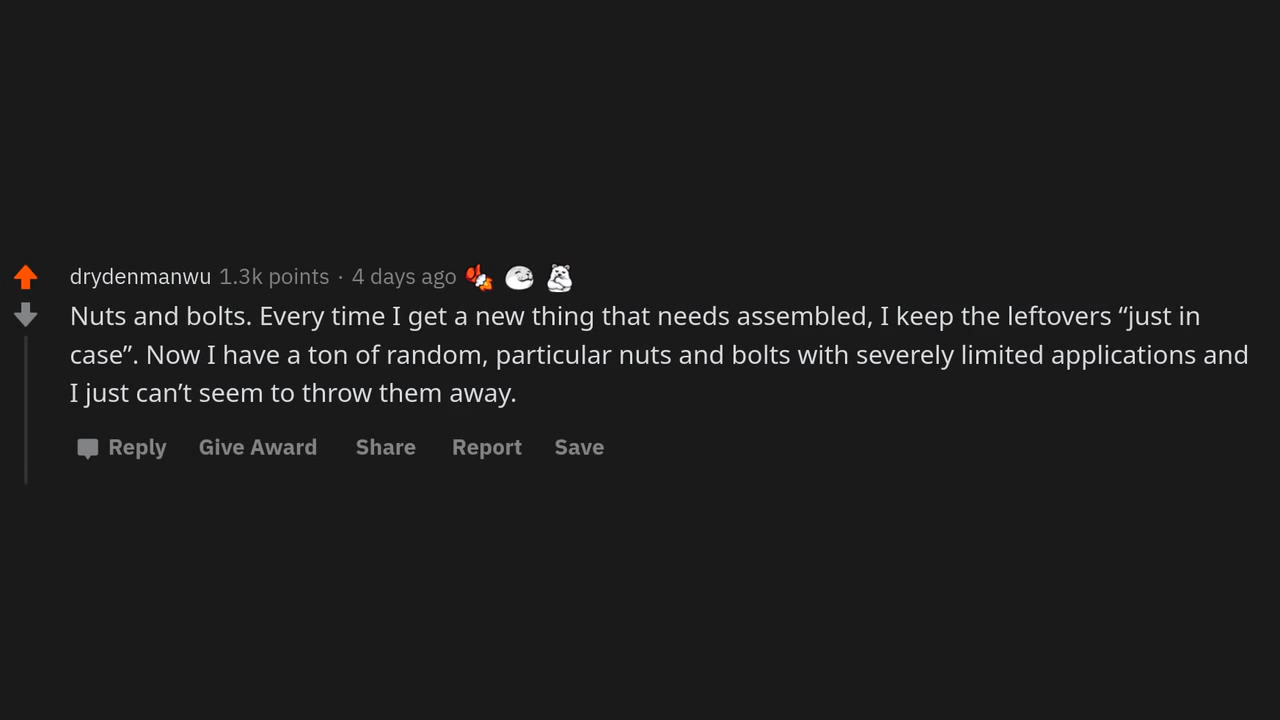 drydenmanwu 1.3k points · 4 days ago
Nuts and bolts. Every time I get a new thing that needs assembled, I keep the leftovers “just in
case”. Now I have a ton of random, particular nuts and bolts with severely limited applications and
I just can’t seem to throw them away.
Reply Give Award Share Report Save